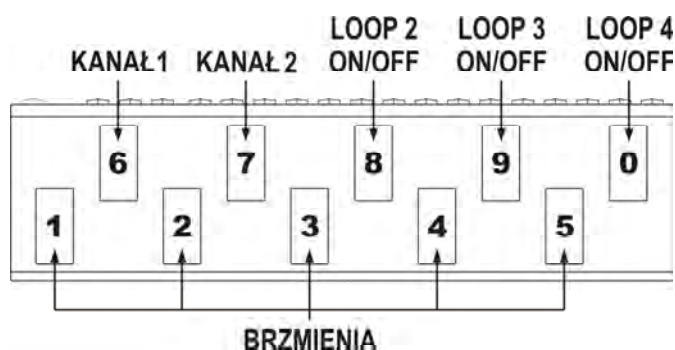 LOOP 2 LOOP 3 LOOP 4
KANAŁ 1 KANAŁ 2 ON/OFF ON/OFF ON/OFF
6 7 8 9 0
1 2 3 4 5
BRZMIENIA